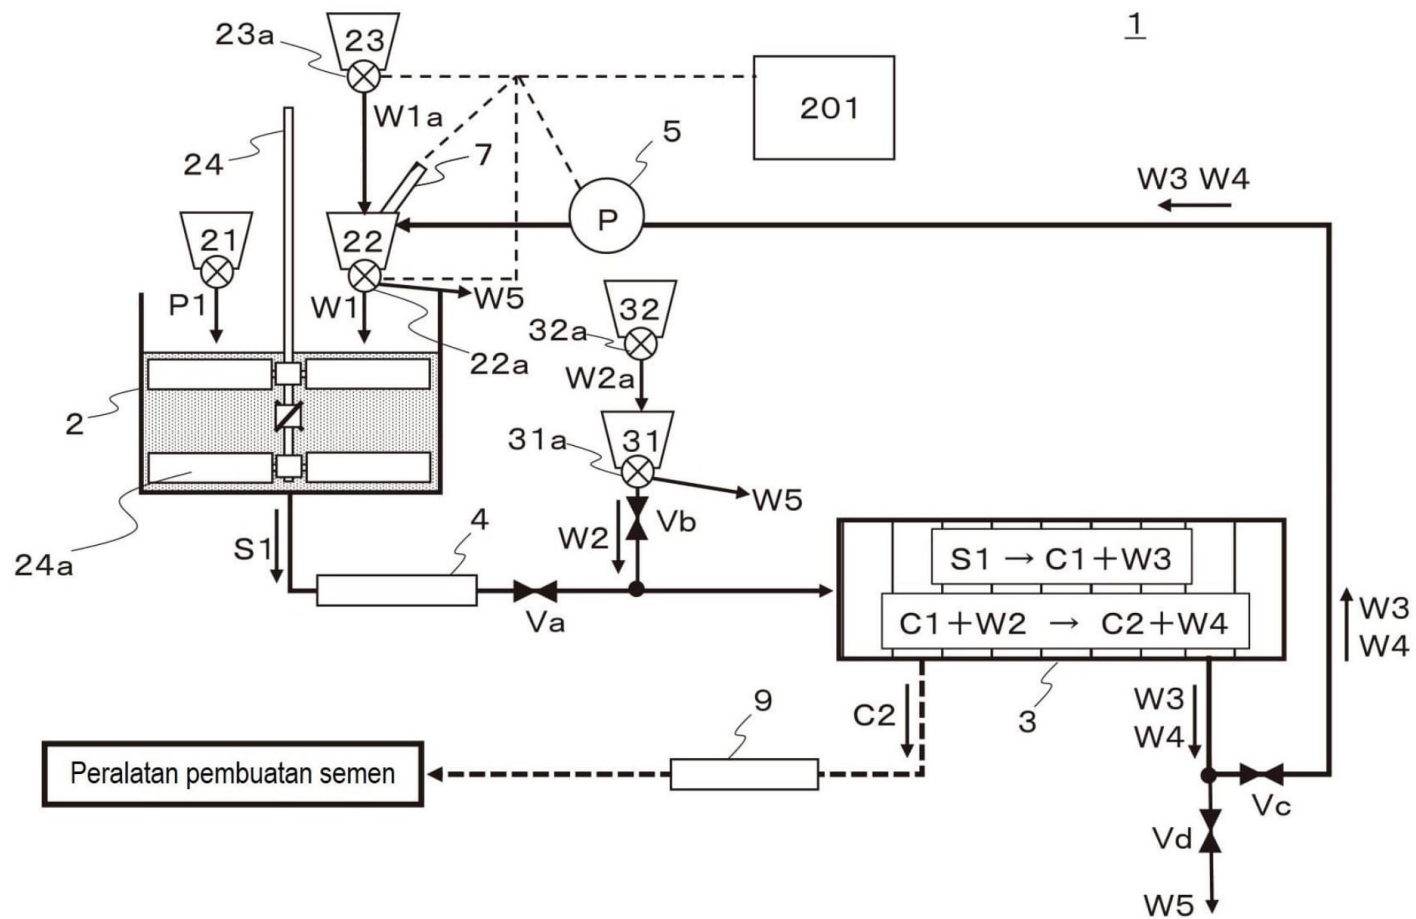 1
23a
23
201
W1a
24
7
5
W3 W4
P
21
22
P1
W1
W5
32
32a
22a
W2a
2
31
31a
W5
4
Vb
S1
W2
24a
S1 → C1+W3
Va
C1+W2 → C2+W4
W3
W4
9
C2
3
W3
W4
Peralatan pembuatan semen
Vc
Vd
W5